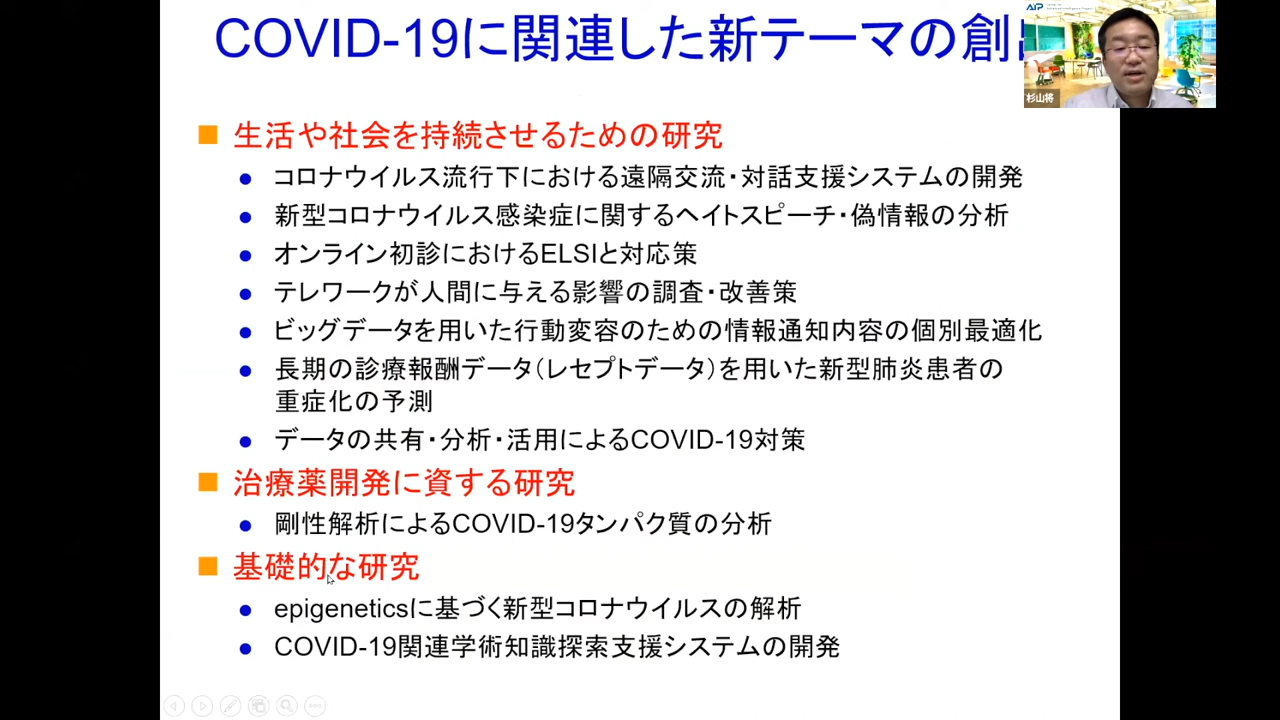 COVID-19に関連した新テーマの創
AIP
杉山将
生活や社会を持続させるための研究
コロナウイルス流行下における遠隔交流・対話支援システムの開発
新型コロナウイルス感染症に関するヘイトスピーチ・偽情報の分析
オンライン初診におけるELSIと対応策
テレワークが人間に与える影響の調査・改善策
ビッグデータを用いた行動変容のための情報通知内容の個別最適化
長期の診療報酬データ（レセプトデータ）を用いた新型肺炎患者の
重症化の予測
データの共有・分析・活用によるCOVID-19対策
治療薬開発に資する研究
剛性解析によるCOVID-19タンパク質の分析
基礎的な研究
epigeneticsに基づく新型コロナウイルスの解析
COVID-19関連学術知識探索支援システムの開発